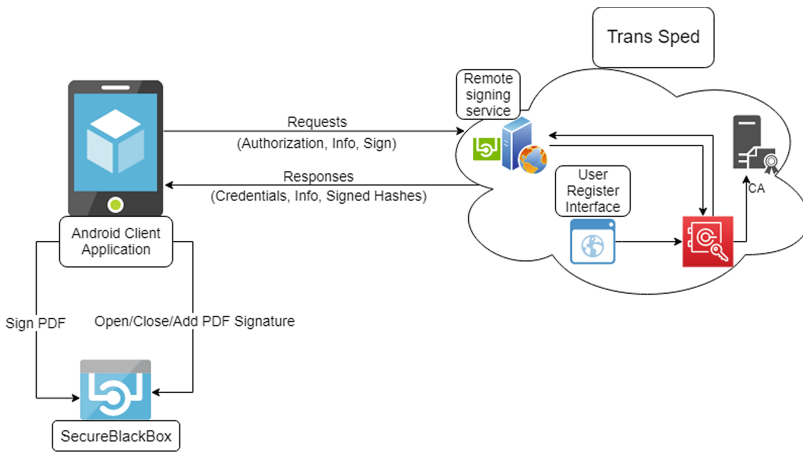 Trans Sped
Remote
signing
service
Requests
(Authorization, Info, Sign)
Responses
(Credentials, Info, Signed Hashes)
User
Register
Interface
CA
Android Client
Application
Sign PDF
Open/Close/Add PDF Signature
SecureBlackBox